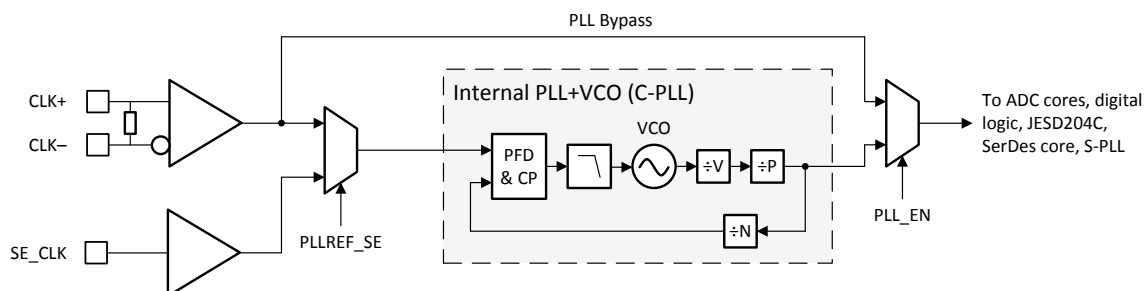 PLL Bypass
CLK+
CLK–
SE_CLK
PLLREF_SE
Internal PLL+VCO (C-PLL)
VCO
PFD
& CP
÷V
÷P
÷N
PLL_EN
To ADC cores, digital
logic, JESD204C,
SerDes core, S-PLL